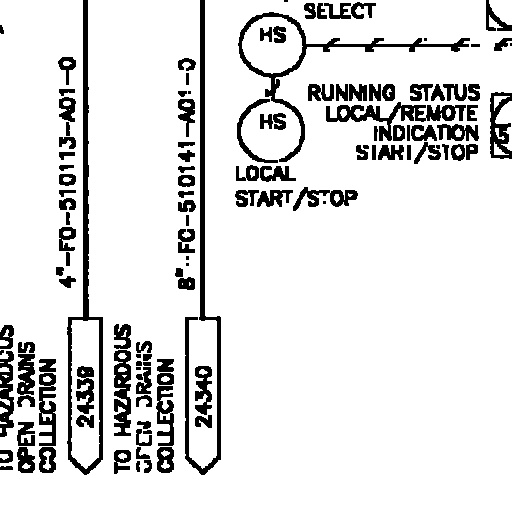 SELECT
HS
RUNNING STATUS
LOCAL/REMOTE
INDICATION
START/STOP
HS
LOCAL
START/STOP
4"-FO-510113-A01-O
8"-FO-510141-A01-O
TO HAZARDOUS
OPEN DRAINS
COLLECTION
24339
TO HAZARDOUS
OPEN DRAINS
COLLECTION
24340